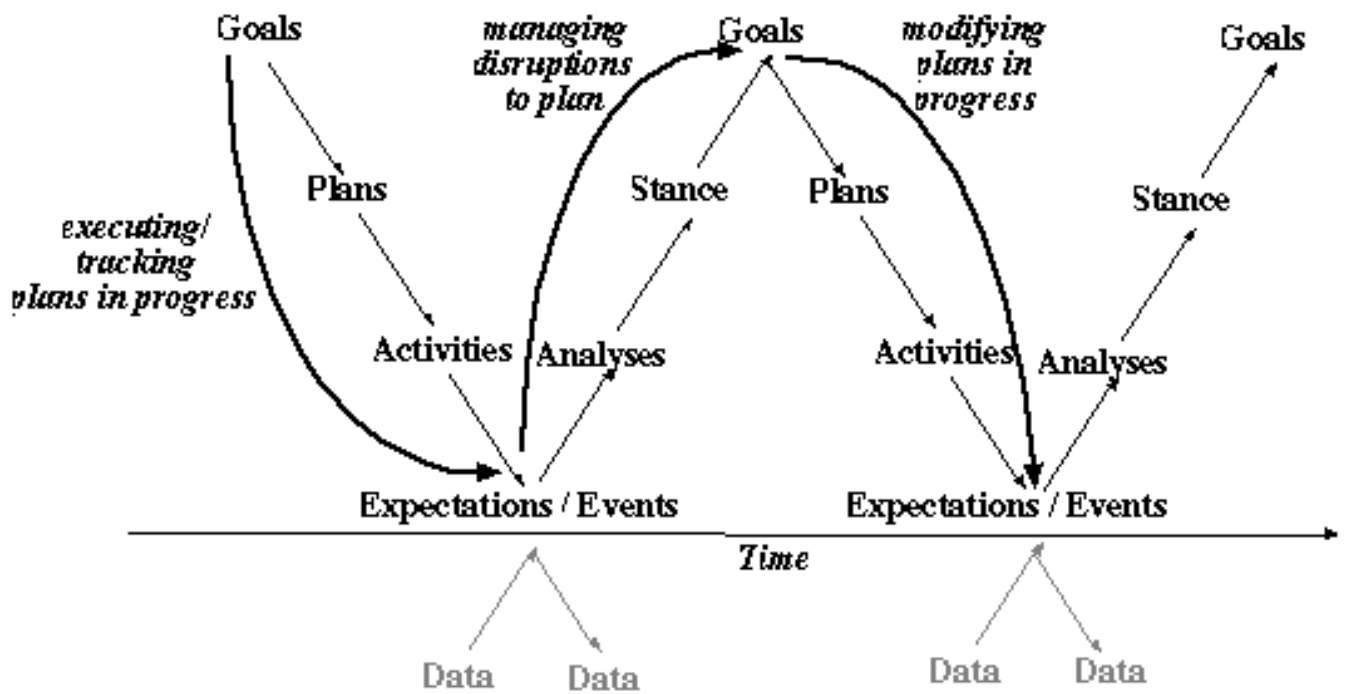 Goals
managing
disruptions
to plan
Goals
modifying
plans in
progress
Goals
Plans
Stance
Plans
Stance
executing/
tracking
plans in progress
Activities
Analyses
Activities
Analyses
Expectations / Events
Expectations / Events
Time
Data
Data
Data
Data